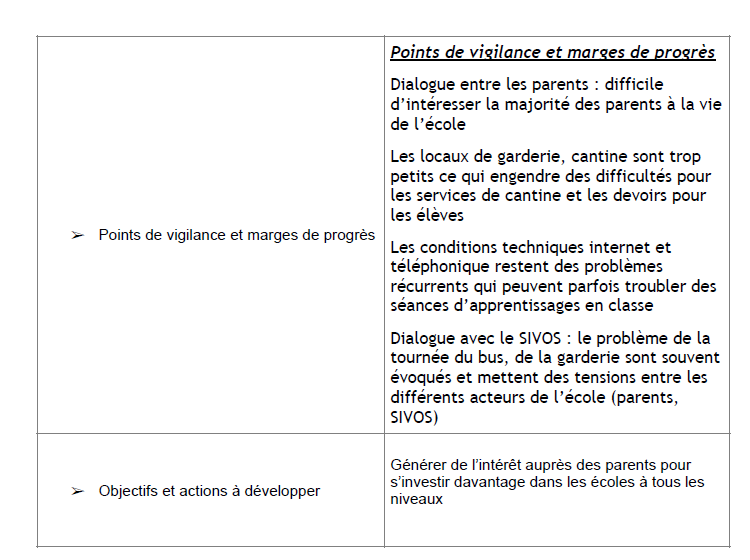 ➢ Points de vigilance et marges de progrès
Points de vigilance et marges de progrès
Dialogue entre les parents : difficile
d’intéresser la majorité des parents à la vie
de l’école
Les locaux de garderie, cantine sont trop
petits ce qui engendre des difficultés pour
les services de cantine et les devoirs pour
les élèves
Les conditions techniques internet et
téléphonique restent des problèmes
récurrents qui peuvent parfois troubler des
séances d’apprentissages en classe
Dialogue avec le SIVOS : le problème de la
tournée du bus, de la garderie sont souvent
évoqués et mettent des tensions entre les
différents acteurs de l’école (parents,
SIVOS)
➢ Objectifs et actions à développer
Générer de l’intérêt auprès des parents pour
s’investir davantage dans les écoles à tous les
niveaux